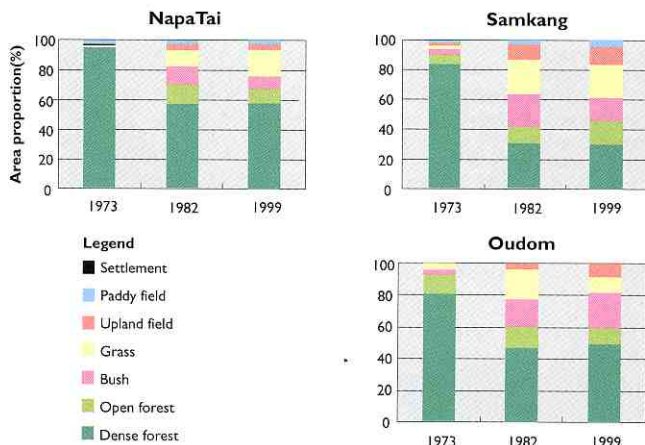 NapaTai
Area proportion(%)
100
80
60
40
20
0
1973
1982
1999
Samkang
100
80
60
40
20
0
1973
1982
1999
Legend
Settlement
Paddy field
Upland field
Grass
Bush
Open forest
Dense forest
Oudom
100
80
60
40
20
0
1973
1982
1999